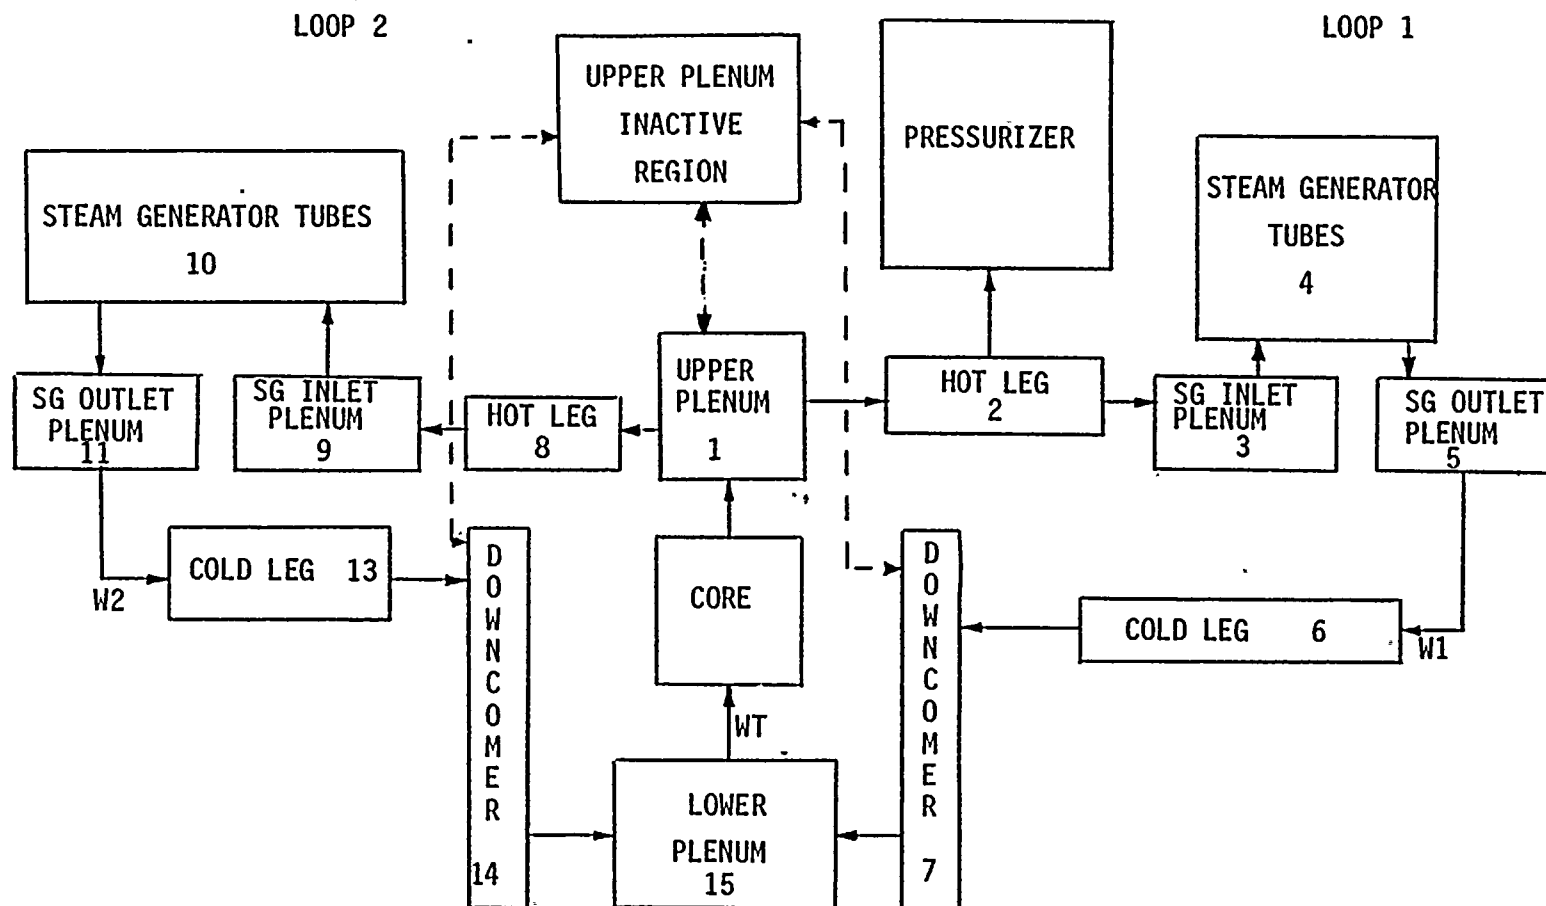 LOOP 2
LOOP 1
UPPER PLENUM
INACTIVE
REGION
PRESSURIZER
STEAM GENERATOR TUBES
10
STEAM GENERATOR
TUBES
4
SG OUTLET
PLENUM
11
SG INLET
PLENUM
9
HOT LEG
8
UPPER
PLENUM
1
HOT LEG
2
SG INLET
PLENUM
3
SG OUTLET
PLENUM
5
W2
COLD LEG 13
DOWNCOMER
14
CORE
WT
LOWER
PLENUM
15
DOWNCOMER
7
COLD LEG 6
W1